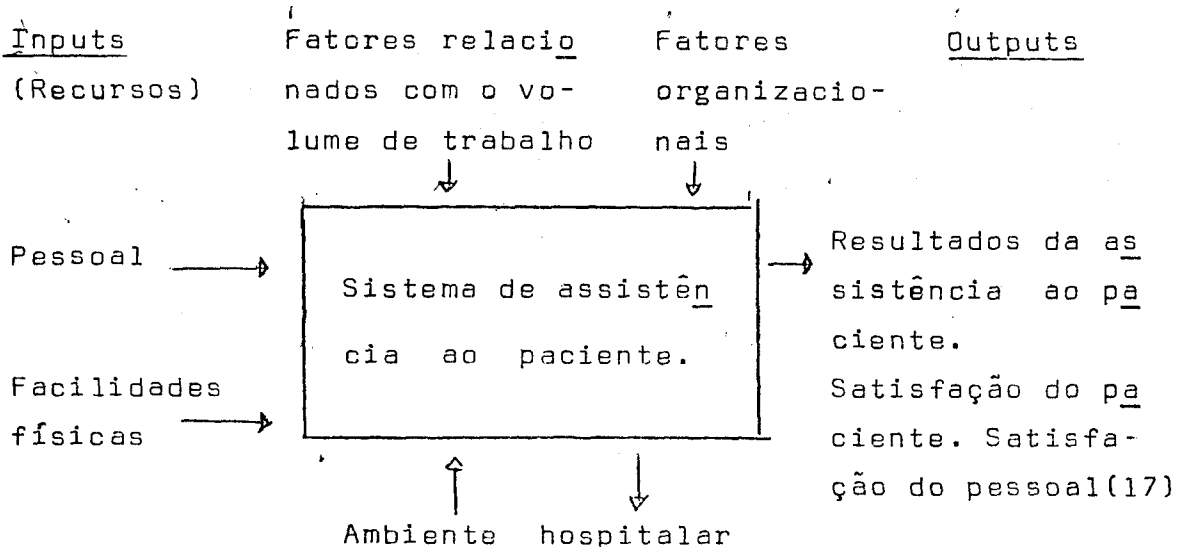 Inputs
(Recursos)
Fatores relacio
nados com o vo-
lume de trabalho
Fatores
organizacio-
nais
Outputs
Pessoal
Facilidades
físicas
Sistema de assistên
cia ao paciente.
Resultados da as
sistência ao pa
ciente.
Satisfação do pa
ciente. Satisfa-
ção do pessoal(17)
Ambiente hospitalar